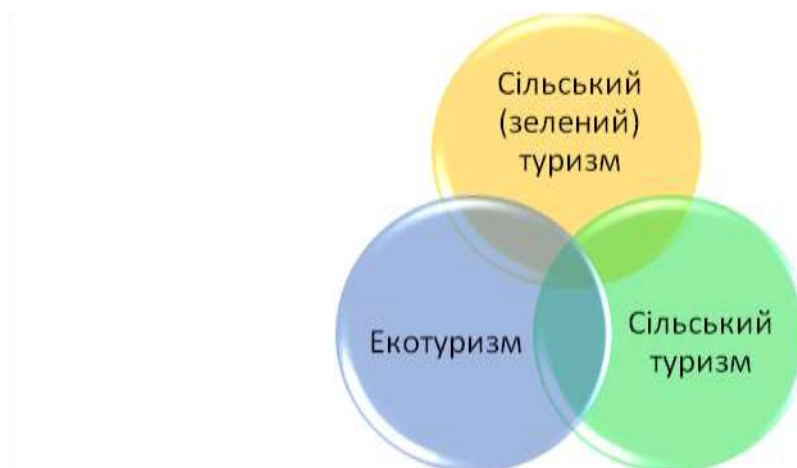 Сільський
(зелений)
туризм
Екотуризм
Сільський
туризм